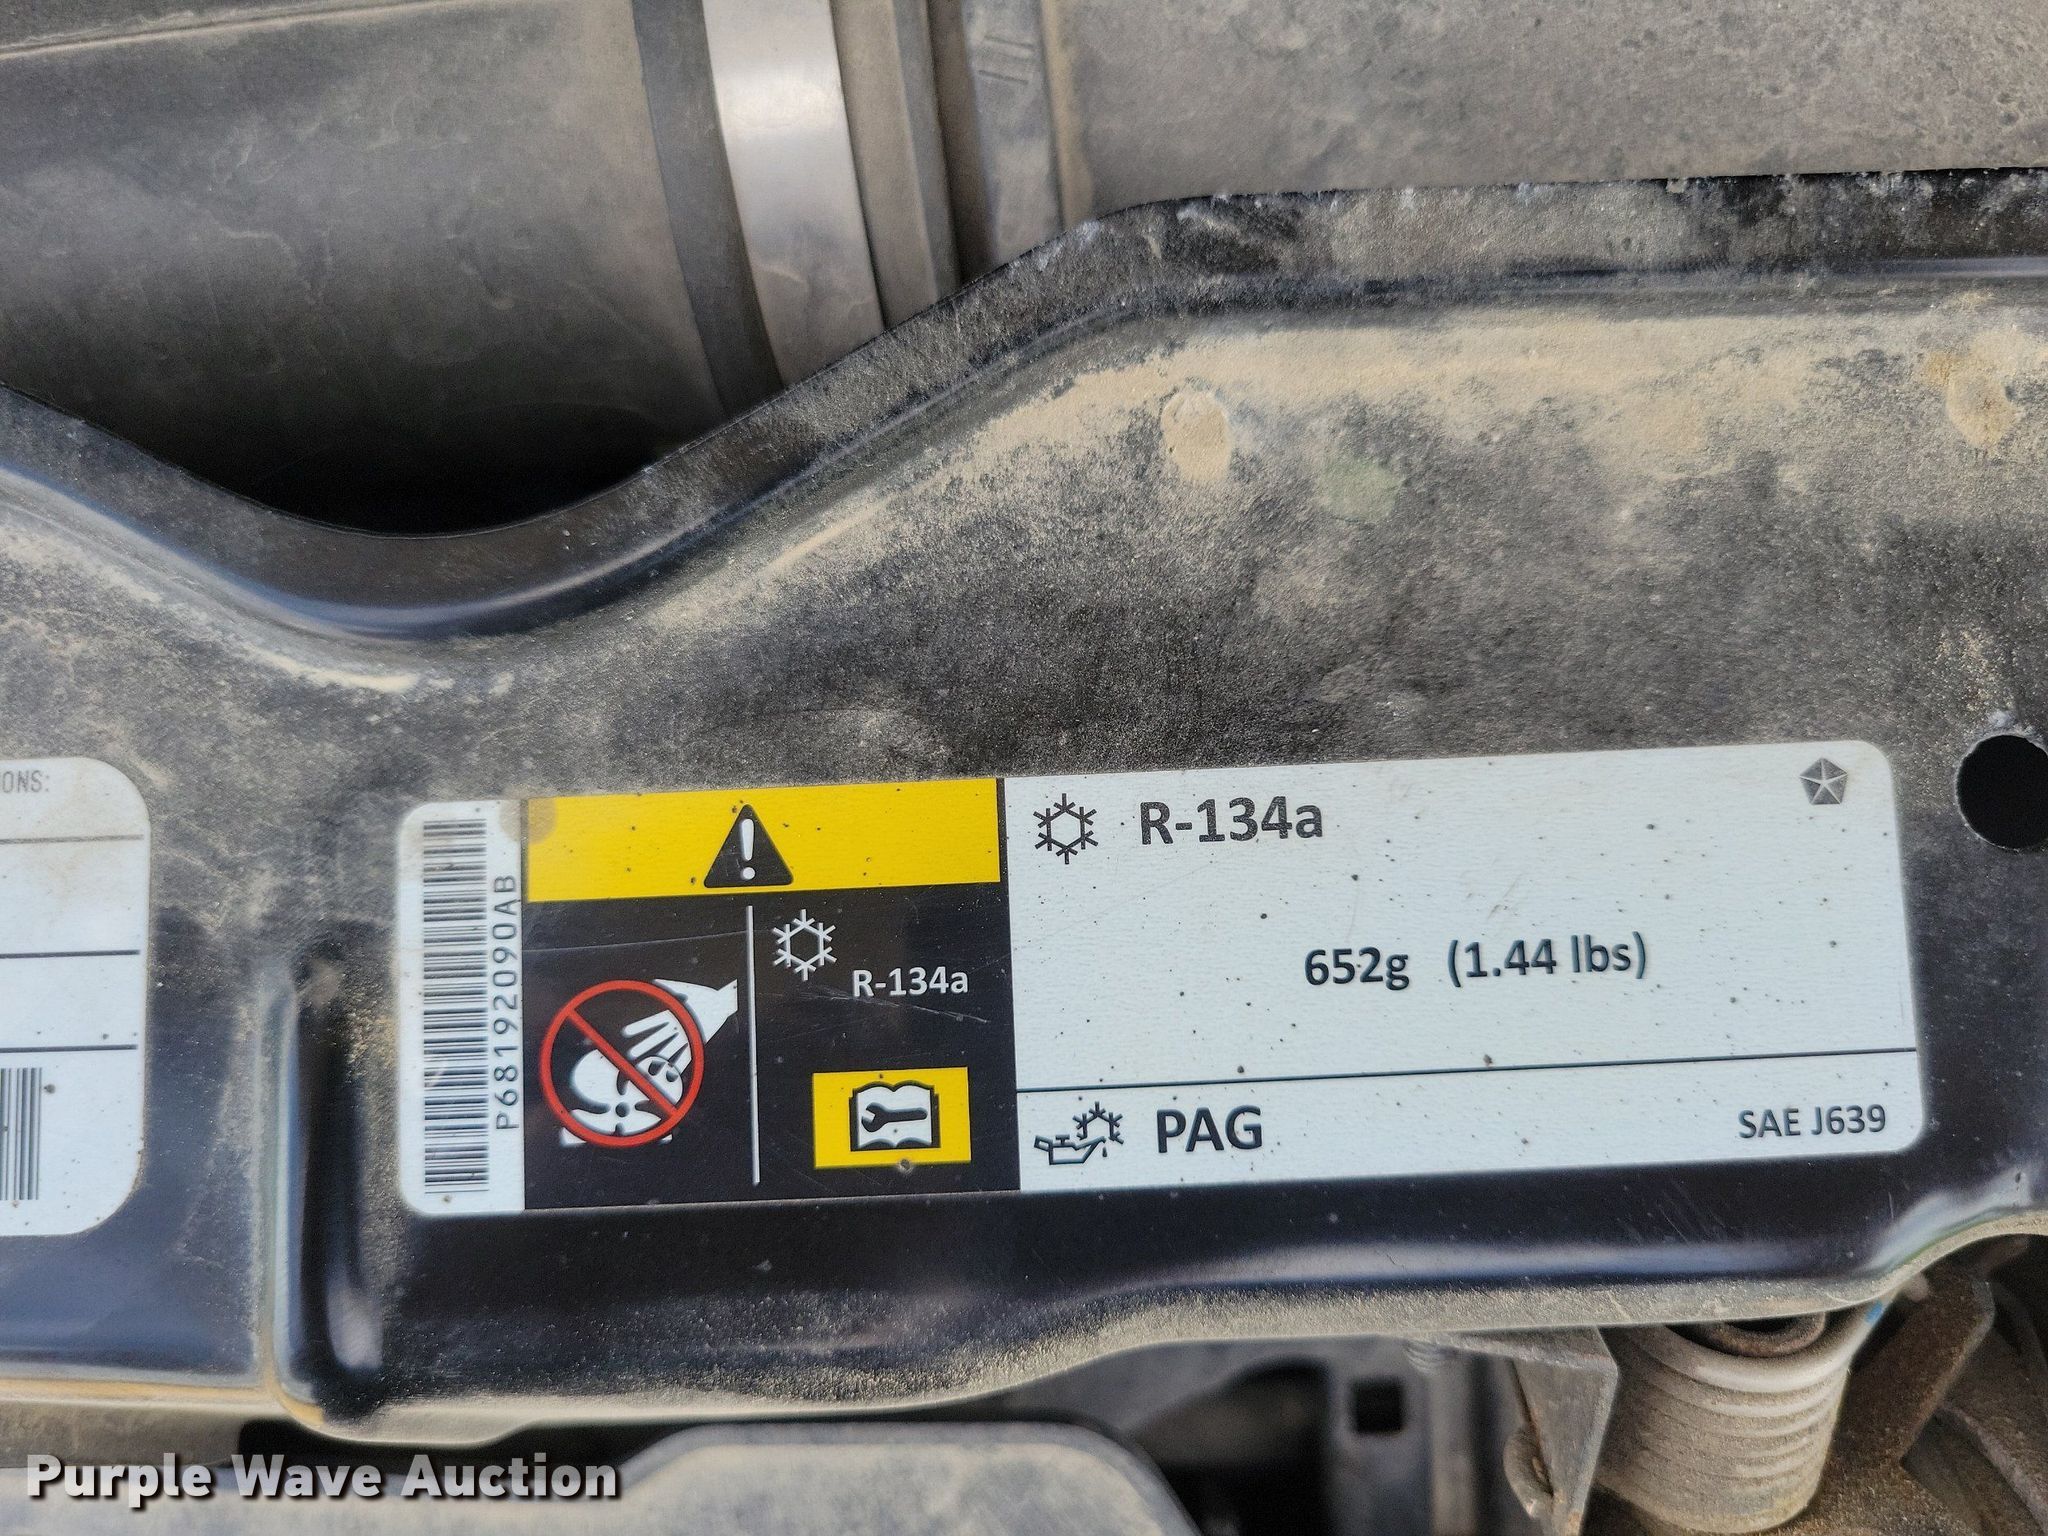 IONS:
P68192090AB
R-134a
R-134a
652g (1.44 lbs)
PAG
SAE J639
Purple Wave Auction